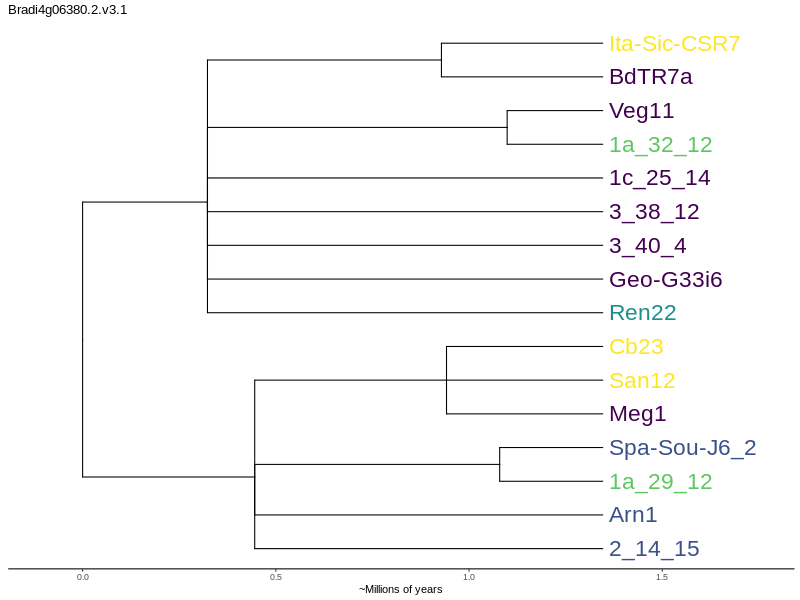 Bradi4g06380.2.v3.1
Ita-Sic-CSR7
BdTR7a
Veg11
1a_32_12
1c_25_14
3_38_12
3_40_4
Geo-G33i6
Ren22
Cb23
San12
Meg1
Spa-Sou-J6_2
1a_29_12
Arn1
2_14_15
0.0 0.5 1.0 1.5
~Millions of years